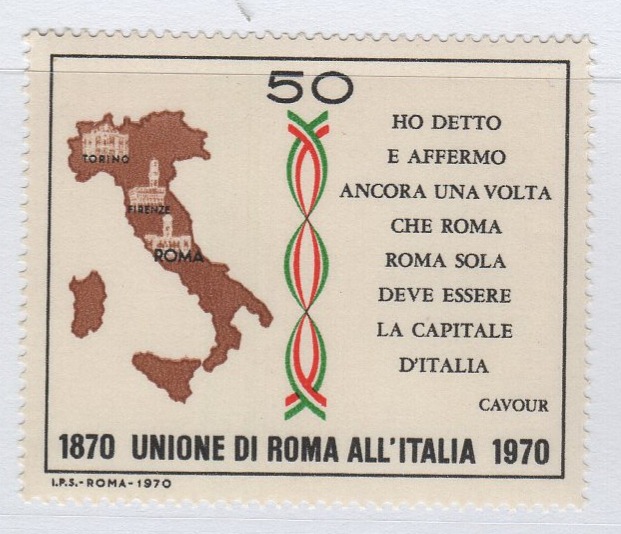 50
TORINO
FIRENZE
ROMA
HO DETTO
E AFFERMO
ANCORA UNA VOLTA
CHE ROMA
ROMA SOLA
DEVE ESSERE
LA CAPITALE
D'ITALIA
CAVOUR
1870 UNIONE DI ROMA ALL'ITALIA 1970
I.P.S.-ROMA-1970